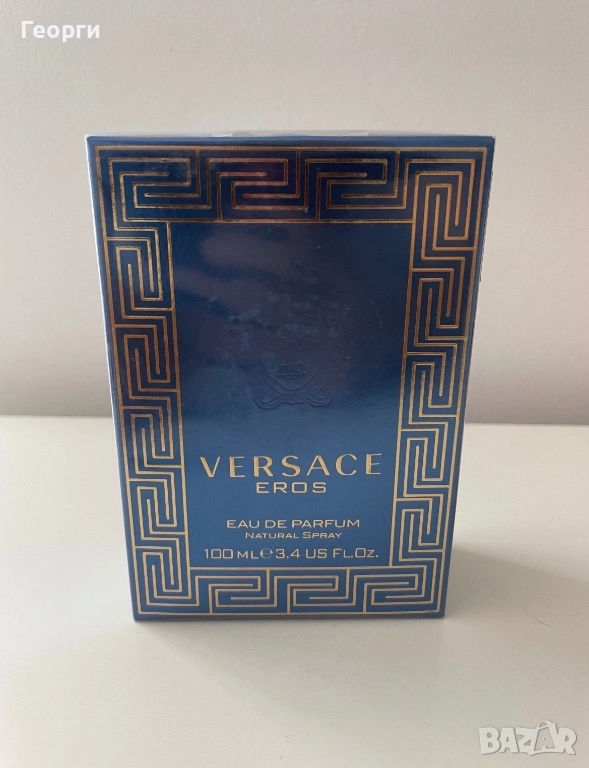 Георги
VERSACE
EROS
EAU DE PARFUM
NATURAL SPRAY
100 ML℮3.4 US FL.OZ.
BAZAR